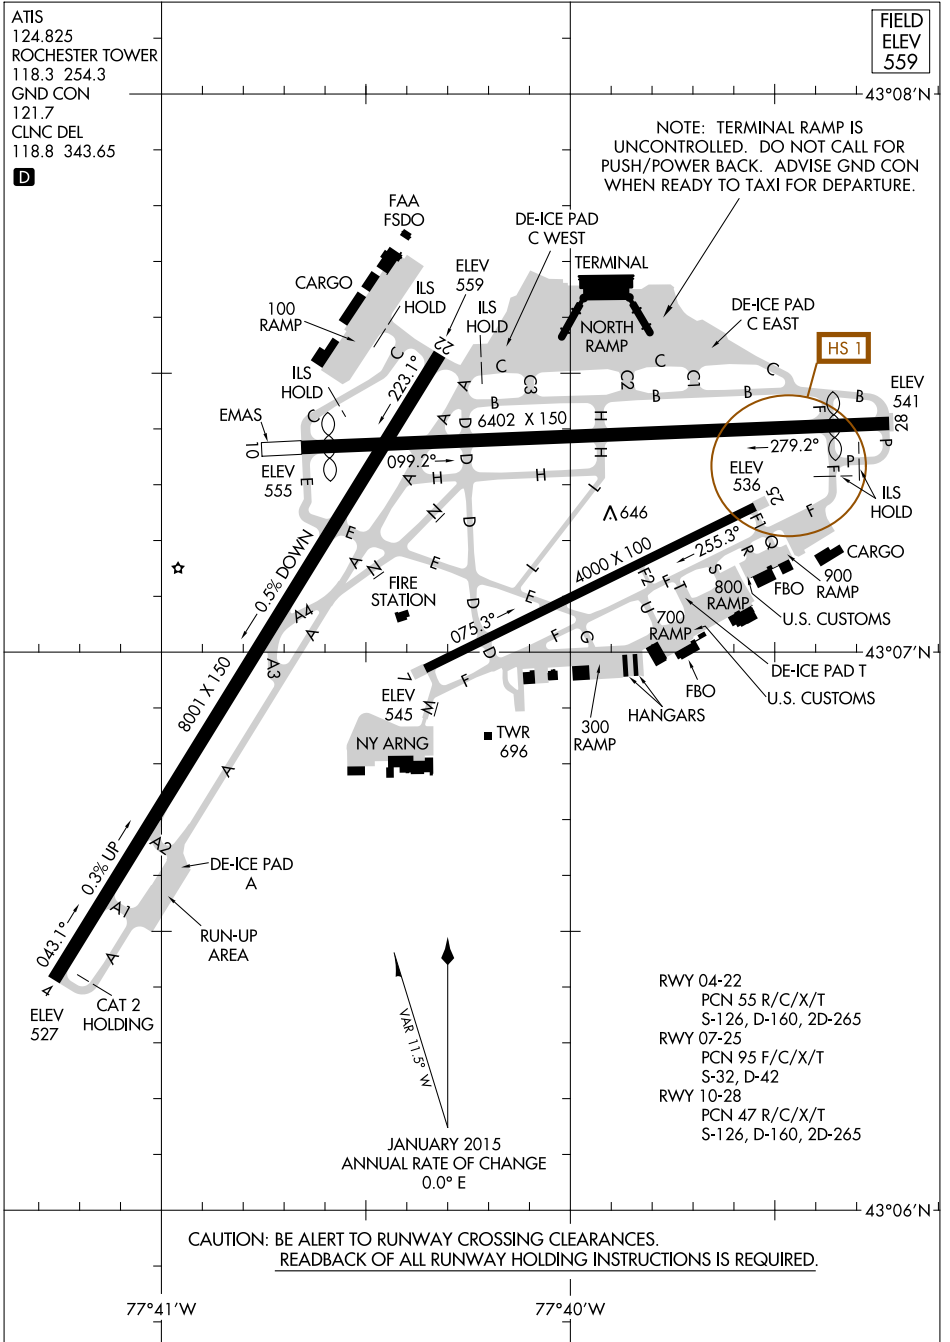 ATIS
124.825
ROCHESTER TOWER
118.3 254.3
GND CON
121.7
CLNC DEL
118.8 343.65
D
FIELD
ELEV
559
43°08'N
NOTE: TERMINAL RAMP IS
UNCONTROLLED. DO NOT CALL FOR
PUSH/POWER BACK. ADVISE GND CON
WHEN READY TO TAXI FOR DEPARTURE.
FAA
FSDO
DE-ICE PAD
C WEST
CARGO
ELEV
559
TERMINAL
100
RAMP
ILS
HOLD
ILS
HOLD
DE-ICE PAD
C EAST
NORTH
RAMP
HS 1
22
C
C
C
C
ILS
HOLD
223.1°
A
C3
C2
C1
B
B
B
ELEV
541
EMAS
C
A
D
6402 X 150
H
F
28
10
ELEV
555
099.2°
D
H
279.2°
P
P
F
E
A
H
H
L
ELEV
536
25
ILS
HOLD
N
646
F1
F
E
D
4000 X 100
255.3°
Q
R
CARGO
A
N
E
L
F2
F
S
T
900
RAMP
FBO
0.5% DOWN
FIRE
STATION
E
U
800
RAMP
U.S. CUSTOMS
A4
A
D
075.3°
F
G
700
RAMP
43°07'N
A3
D
F
DE-ICE PAD T
7
ELEV
545
W
FBO
U.S. CUSTOMS
8001 X 150
HANGARS
300
RAMP
TWR
696
NY ARNG
A
0.3% UP
A2
DE-ICE PAD
A
A1
RUN-UP
AREA
043.1°
A
4
ELEV
527
CAT 2
HOLDING
VAR 11.5° W
RWY 04-22
PCN 55 R/C/X/T
S-126, D-160, 2D-265
RWY 07-25
PCN 95 F/C/X/T
S-32, D-42
RWY 10-28
PCN 47 R/C/X/T
S-126, D-160, 2D-265
JANUARY 2015
ANNUAL RATE OF CHANGE
0.0° E
43°06'N
CAUTION: BE ALERT TO RUNWAY CROSSING CLEARANCES.
READBACK OF ALL RUNWAY HOLDING INSTRUCTIONS IS REQUIRED.
77°41'W
77°40'W